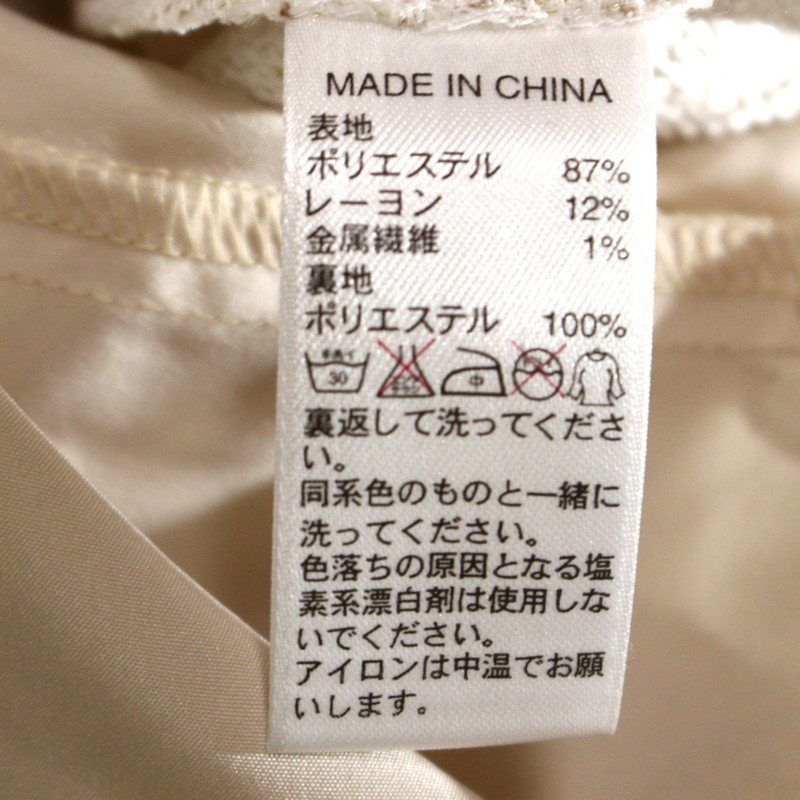 MADE IN CHINA
表地
ポリエステル 87%
レーヨン 12%
金属繊維 1%
裏地
ポリエステル 100%
30 中
裏返して洗ってくださ
い。
同系色のものと一緒に
洗ってください。
色落ちの原因となる塩
素系漂白剤は使用しな
いでください。
アイロンは中温でお願
いします。